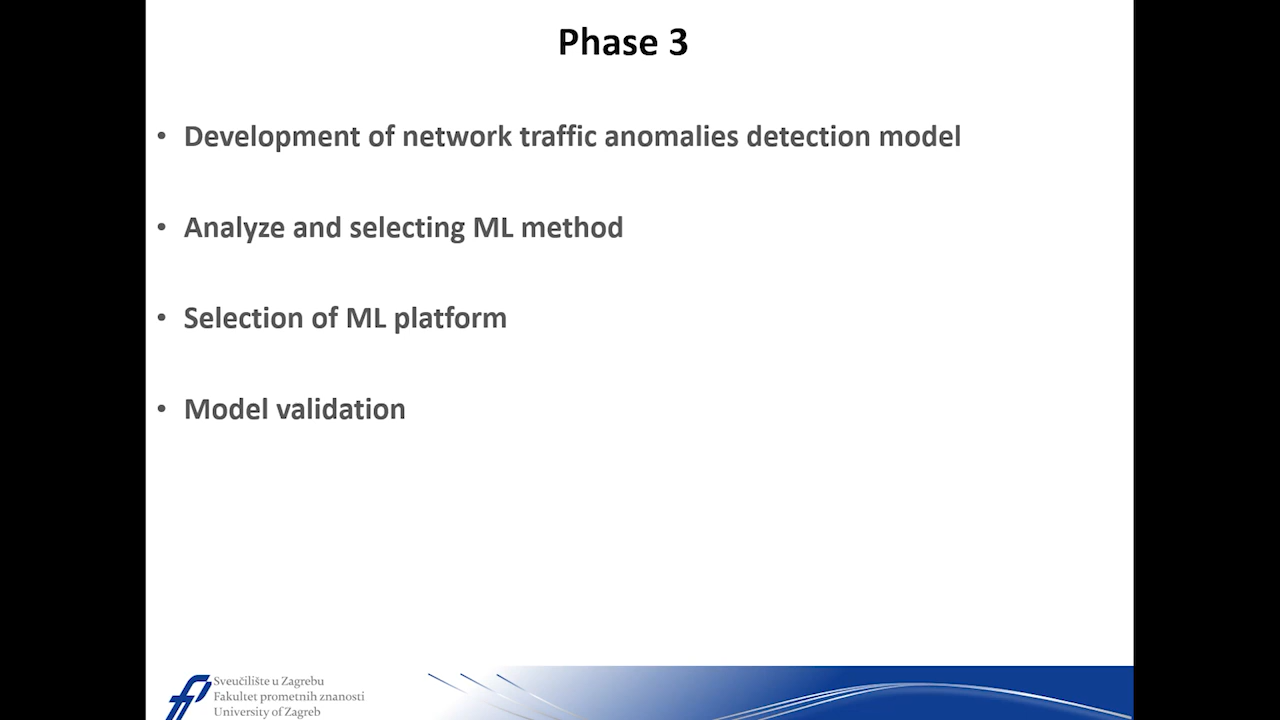 Phase 3
• Development of network traffic anomalies detection model
• Analyze and selecting ML method
• Selection of ML platform
• Model validation
Sveučilište u Zagrebu
Fakultet prometnih znanosti
University of Zagreb